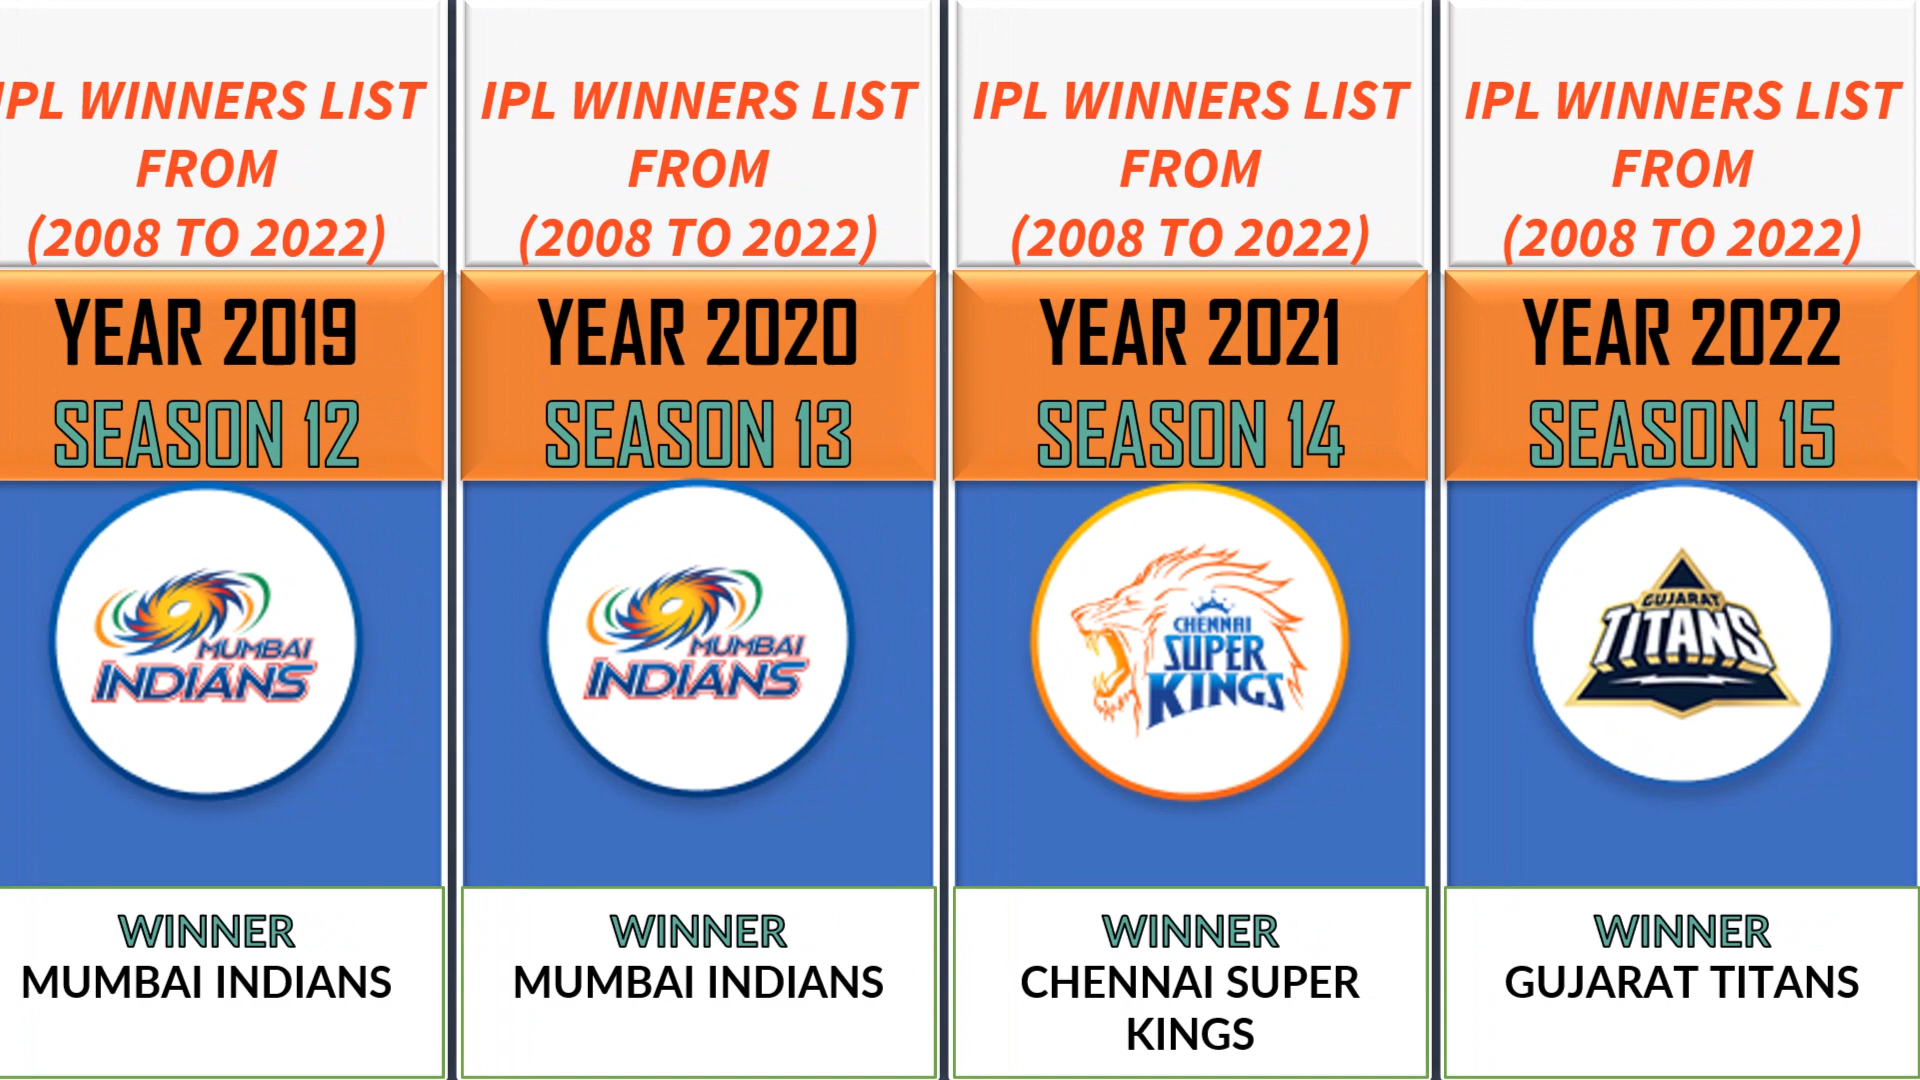 IPL WINNERS LIST
FROM
(2008 TO 2022)
YEAR 2019
SEASON 12
MUMBAI
INDIANS
WINNER
MUMBAI INDIANS
IPL WINNERS LIST
FROM
(2008 TO 2022)
YEAR 2020
SEASON 13
MUMBAI
INDIANS
WINNER
MUMBAI INDIANS
IPL WINNERS LIST
FROM
(2008 TO 2022)
YEAR 2021
SEASON 14
CHENNAI
SUPER
KINGS
WINNER
CHENNAI SUPER
KINGS
IPL WINNERS LIST
FROM
(2008 TO 2022)
YEAR 2022
SEASON 15
GUJARAT
TITANS
WINNER
GUJARAT TITANS